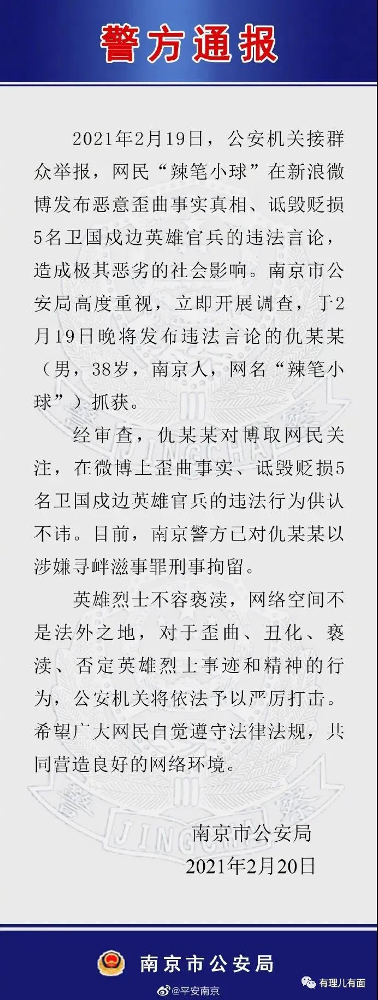 警方通报
2021年2月19日，公安机关接群
众举报，网民“辣笔小球”在新浪微
博发布恶意歪曲事实真相、诋毁贬损
5名卫国戍边英雄官兵的违法言论，
造成极其恶劣的社会影响。南京市公
安局高度重视，立即开展调查，于2
月19日晚将发布违法言论的仇某某
（男，38岁，南京人，网名“辣笔小
球”）抓获。
经审查，仇某某对博取网民关
注，在微博上歪曲事实、诋毁贬损5
名卫国戍边英雄官兵的违法行为供认
不讳。目前，南京警方已对仇某某以
涉嫌寻衅滋事罪刑事拘留。
英雄烈士不容亵渎，网络空间不
是法外之地，对于歪曲、丑化、亵
渎、否定英雄烈士事迹和精神的行
为，公安机关将依法予以严厉打击。
希望广大网民自觉遵守法律法规，共
同营造良好的网络环境。
警 JINGCHA 察
警 JINGCHA 察
南京市公安局
2021年2月20日
南京市公安局
@平安南京
有理儿有面